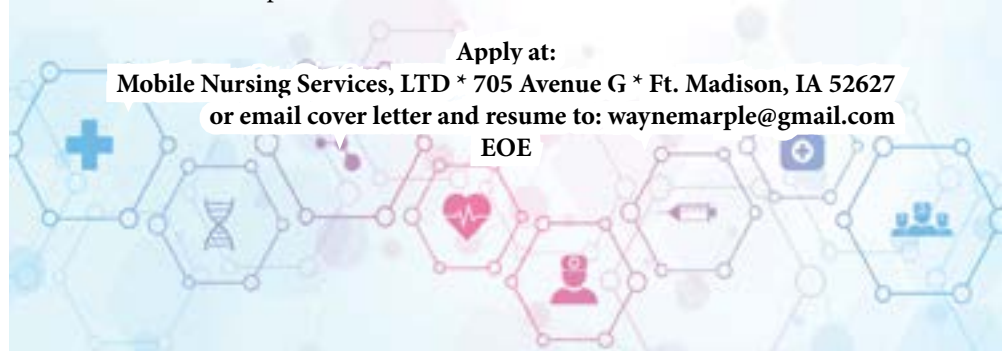 Apply at:
Mobile Nursing Services, LTD * 705 Avenue G * Ft. Madison, IA 52627
or email cover letter and resume to: waynemarple@gmail.com
EOE